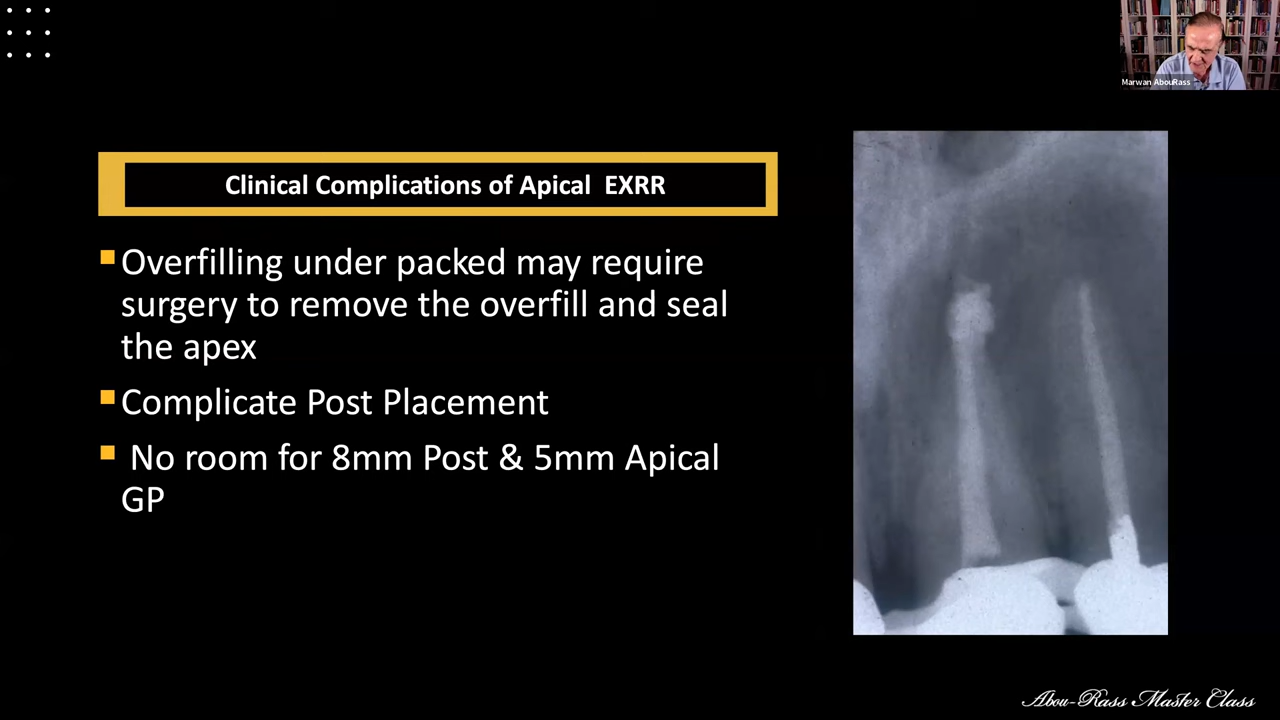 Marwan AbouRass
Clinical Complications of Apical EXRR
Overfilling under packed may require
surgery to remove the overfill and seal
the apex
Complicate Post Placement
No room for 8mm Post & 5mm Apical
GP
Abou-Rass Master Class